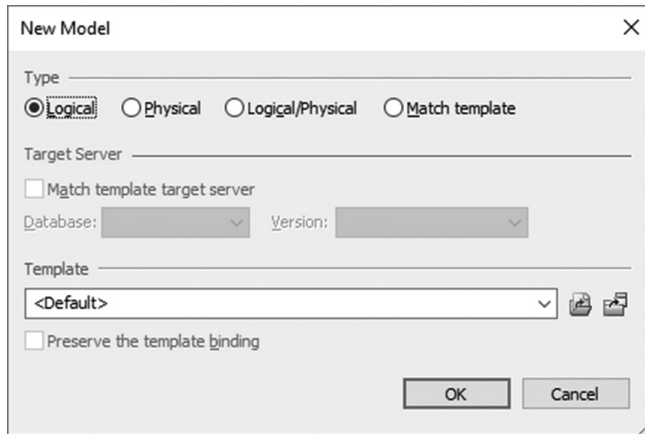 New Model
Type
Logical Physical Logical/Physical Match template
Target Server
Match template target server
Database: Version:
Template
<Default>
Preserve the template binding
OK Cancel